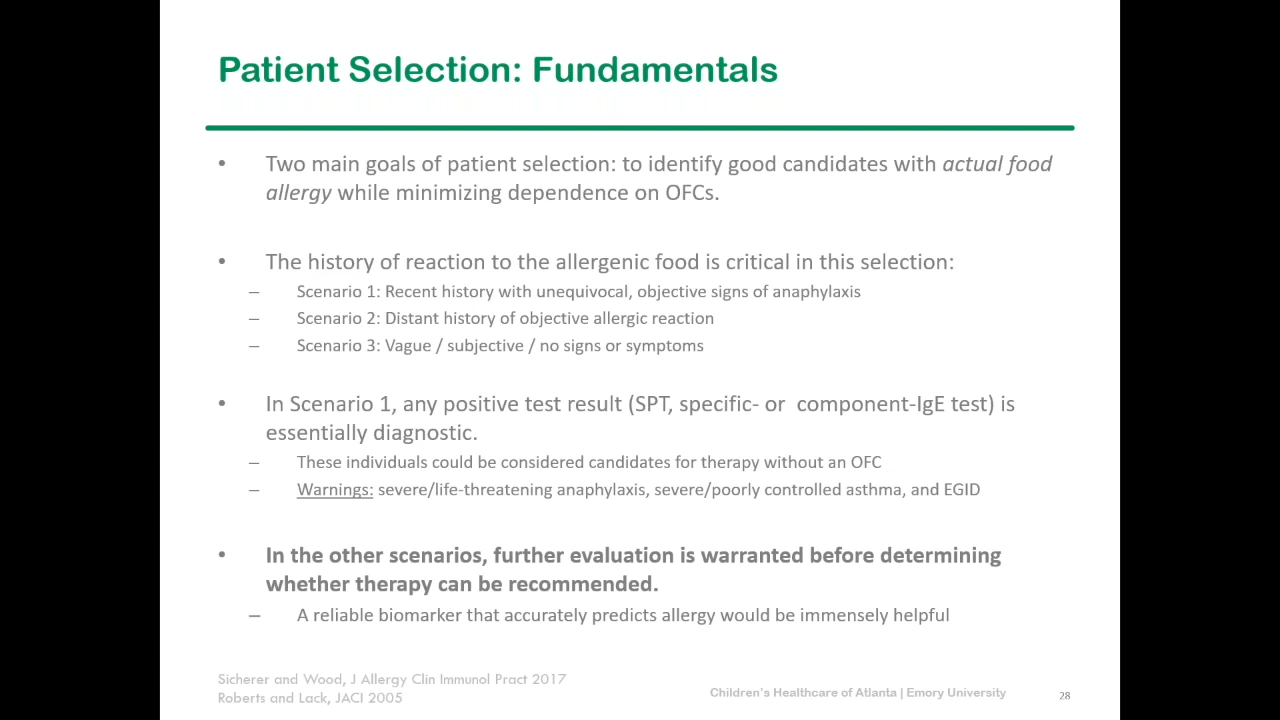 Patient Selection: Fundamentals
• Two main goals of patient selection: to identify good candidates with actual food
allergy while minimizing dependence on OFCs.
• The history of reaction to the allergenic food is critical in this selection:
– Scenario 1: Recent history with unequivocal, objective signs of anaphylaxis
– Scenario 2: Distant history of objective allergic reaction
– Scenario 3: Vague / subjective / no signs or symptoms
• In Scenario 1, any positive test result (SPT, specific- or  component-IgE test) is
essentially diagnostic.
– These individuals could be considered candidates for therapy without an OFC
– Warnings: severe/life-threatening anaphylaxis, severe/poorly controlled asthma, and EGID
• In the other scenarios, further evaluation is warranted before determining
whether therapy can be recommended.
– A reliable biomarker that accurately predicts allergy would be immensely helpful
Sicherer and Wood, J Allergy Clin Immunol Pract 2017
Roberts and Lack, JACI 2005
Children's Healthcare of Atlanta | Emory University
28